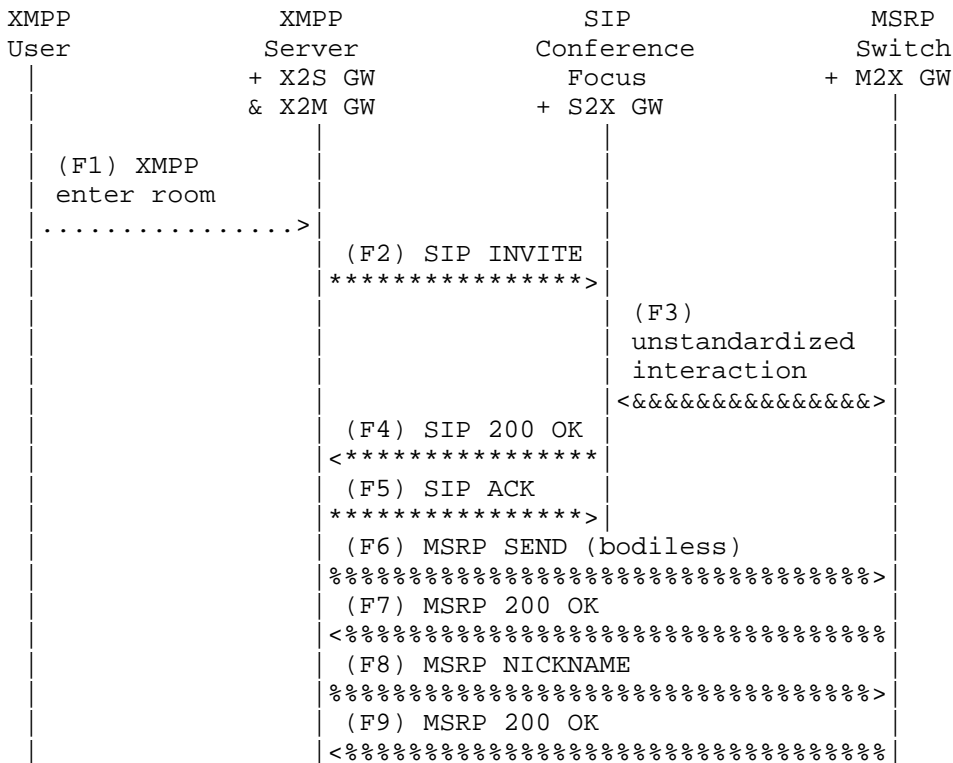 XMPP XMPP SIP MSRP
User Server Conference Switch
| + X2S GW Focus + M2X GW
| & X2M GW + S2X GW |
| | | |
| (F1) XMPP | | |
| enter room | | |
|................>| | |
| | (F2) SIP INVITE | |
| |****************>| |
| | | (F3) |
| | | unstandardized |
| | | interaction |
| | |<&&&&&&&&&&&&&&&>|
| | (F4) SIP 200 OK | |
| |<****************| |
| | (F5) SIP ACK | |
| |****************>| |
| | (F6) MSRP SEND (bodiless) |
| |%%%%%%%%%%%%%%%%%%%%%%%%%%%%%%%%%%>|
| | (F7) MSRP 200 OK |
| |<%%%%%%%%%%%%%%%%%%%%%%%%%%%%%%%%%%|
| | (F8) MSRP NICKNAME |
| |%%%%%%%%%%%%%%%%%%%%%%%%%%%%%%%%%%>|
| | (F9) MSRP 200 OK |
| |<%%%%%%%%%%%%%%%%%%%%%%%%%%%%%%%%%%|